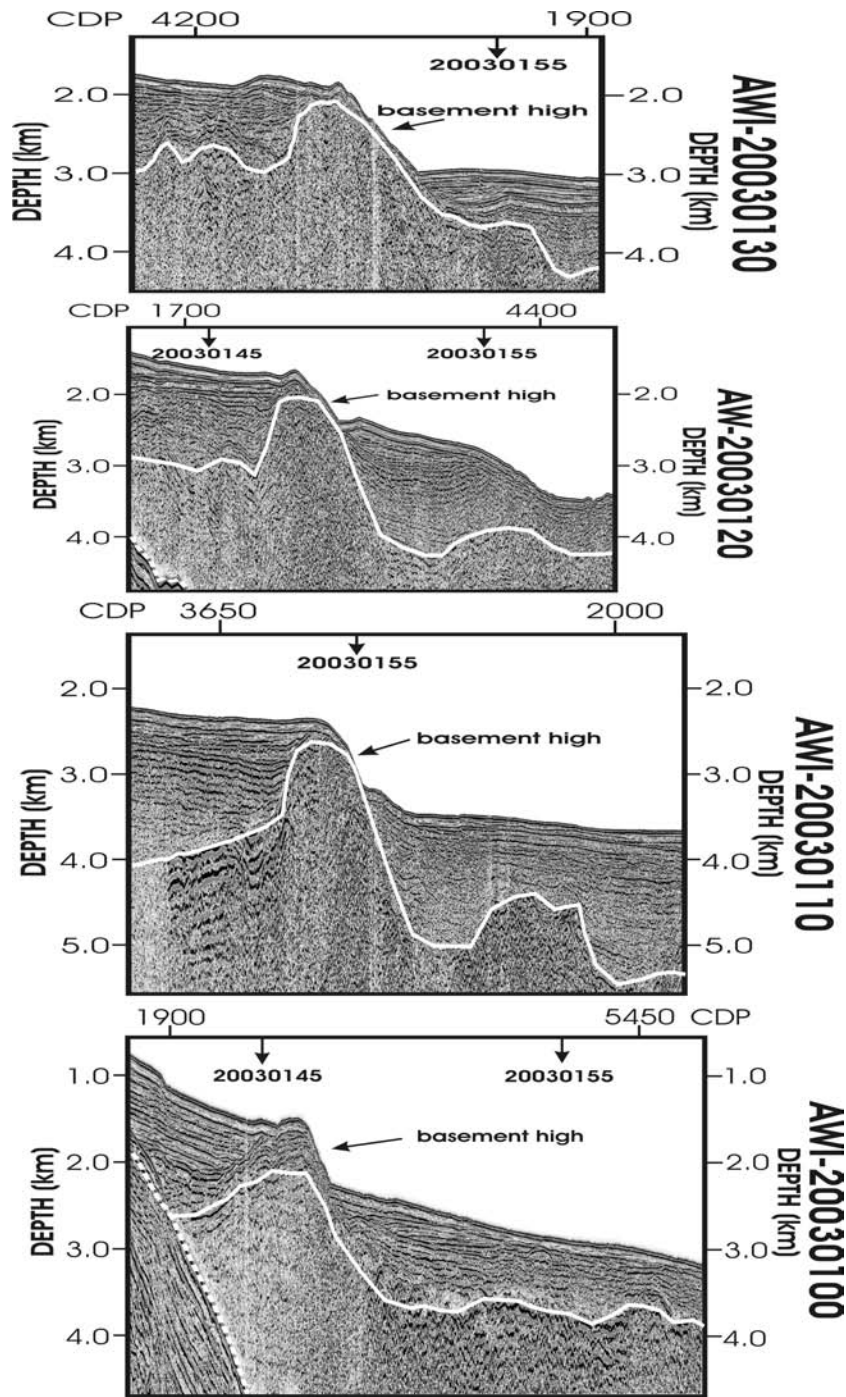 CDP 4200 1900
20030155
2.0 basement high 2.0
3.0 3.0
4.0 4.0
DEPTH (km)
DEPTH (km)
AWI-20030130
CDP 1700 4400
20030145 20030155
2.0 basement high 2.0
3.0 3.0
4.0 4.0
DEPTH (km)
DEPTH (km)
AW-20030120
CDP 3650 2000
20030155
2.0 2.0
basement high
3.0 3.0
4.0 4.0
5.0 5.0
DEPTH (km)
DEPTH (km)
AWI-20030110
1900 5450 CDP
1.0 20030145 20030155 1.0
basement high
2.0 2.0
3.0 3.0
4.0 4.0
DEPTH (km)
DEPTH (km)
AWI-20030100